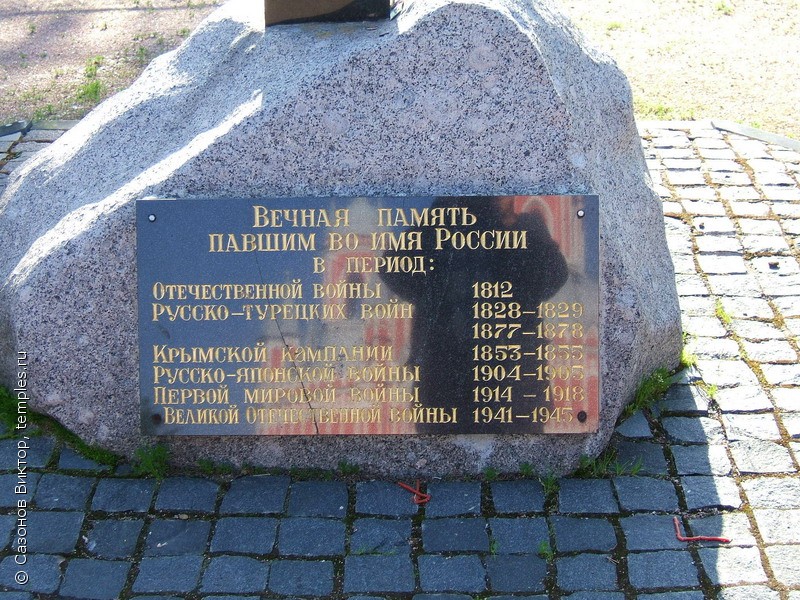 Вечная память
павшим во имя России
в период:
Отечественной войны 1812
Русско-турецких войн 1828–1829
1877–1878
Крымской кампании 1853–1855
Русско-японской войны 1904–1905
Первой мировой войны 1914 – 1918
Великой Отечественной войны 1941–1945
© Сазонов Виктор, temples.ru